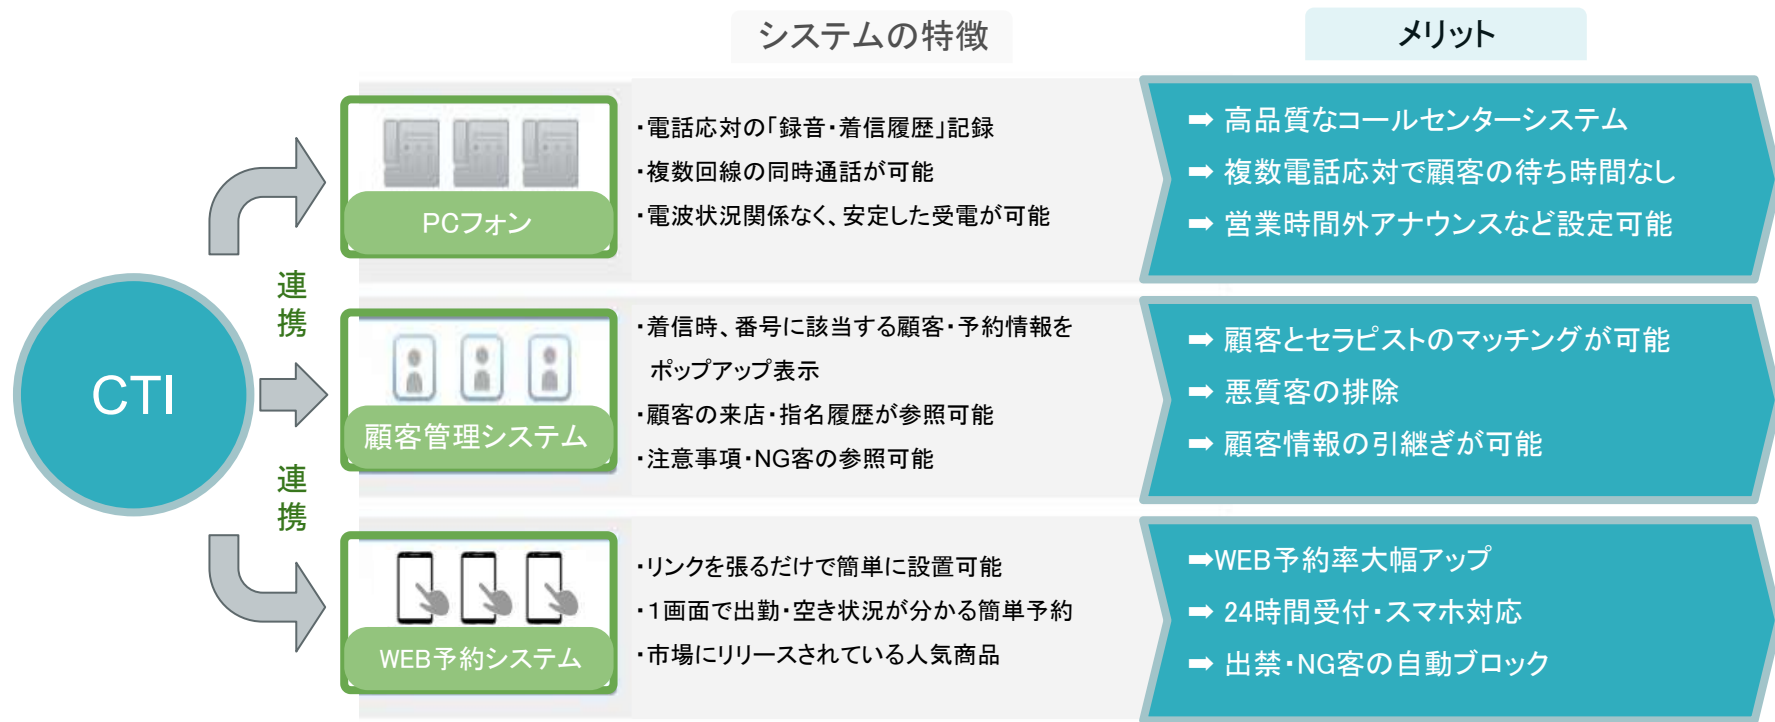 システムの特徴
メリット
CTI
連携
連携
PCフォン
・電話応対の「録音・着信履歴」記録
・複数回線の同時通話が可能
・電波状況関係なく、安定した受電が可能
➡ 高品質なコールセンターシステム
➡ 複数電話応対で顧客の待ち時間なし
➡ 営業時間外アナウンスなど設定可能
顧客管理システム
・着信時、番号に該当する顧客・予約情報を
ポップアップ表示
・顧客の来店・指名履歴が参照可能
・注意事項・NG客の参照可能
➡ 顧客とセラピストのマッチングが可能
➡ 悪質客の排除
➡ 顧客情報の引継ぎが可能
WEB予約システム
・リンクを張るだけで簡単に設置可能
・１画面で出勤・空き状況が分かる簡単予約
・市場にリリースされている人気商品
➡WEB予約率大幅アップ
➡ 24時間受付・スマホ対応
➡ 出禁・NG客の自動ブロック